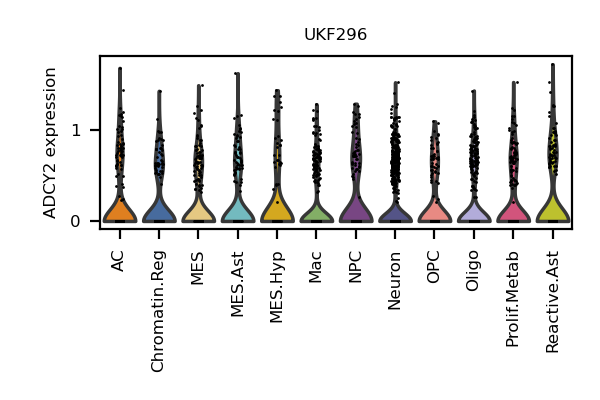 UKF296
ADCY2 expression
1
0
AC
Chromatin.Reg
MES
MES.Ast
MES.Hyp
Mac
NPC
Neuron
OPC
Oligo
Prolif.Metab
Reactive.Ast